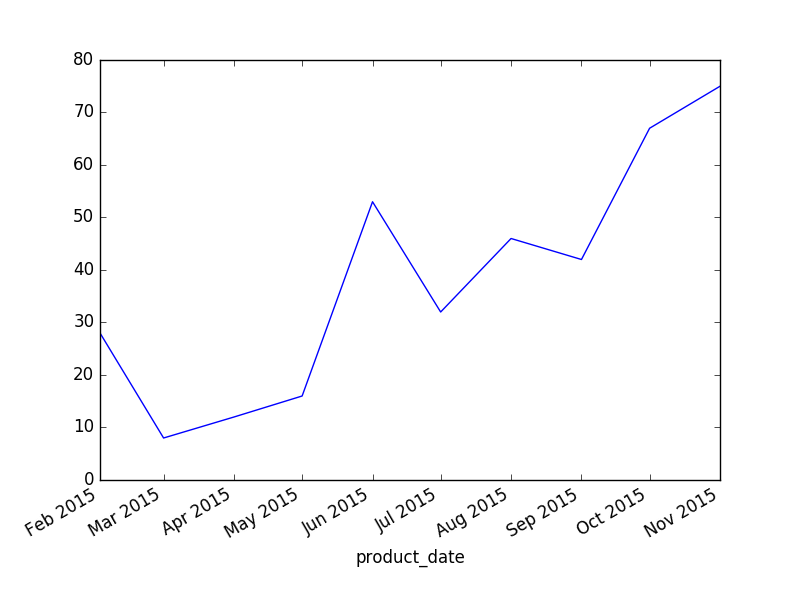 80
70
60
50
40
30
20
10
0
Feb 2015
Mar 2015
Apr 2015
May 2015
Jun 2015
Jul 2015
Aug 2015
Sep 2015
Oct 2015
Nov 2015
product_date